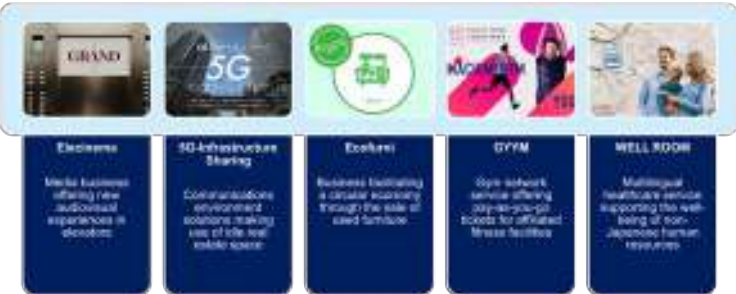 GRAND
5G
Elecinema
Media business
offering new
audiovisual
experiences in
elevators
5G-Infrastructure
Sharing
Communications
environment
solutions making
use of idle real
estate space
Ecofurni
Business facilitating
a circular economy
through the sale of
used furniture
GYYM
Gym network
service offering
pay-as-you-go
tickets for affiliated
fitness facilities
WELL ROOM
Multilingual
healthcare service
supporting the well-
being of non-
Japanese human
resources